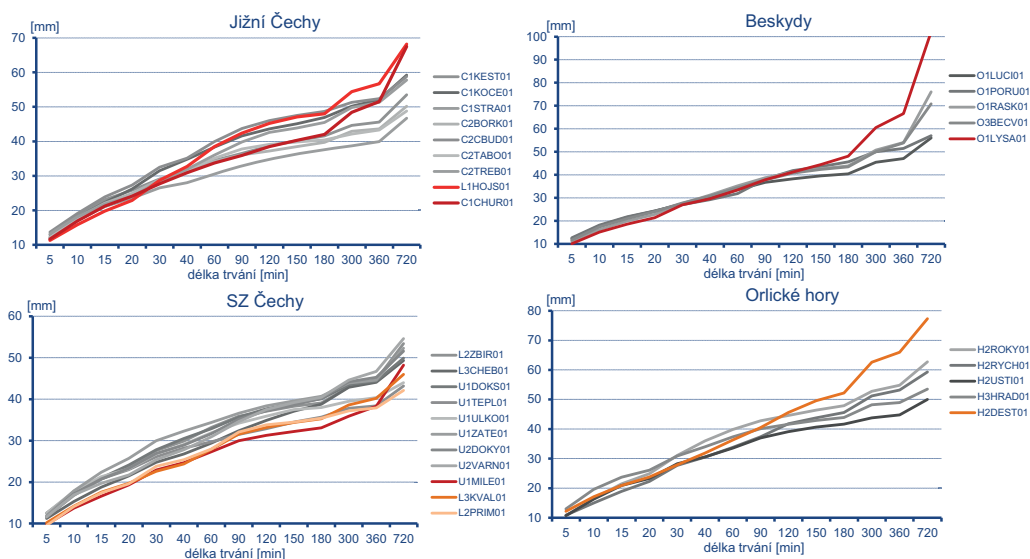 Jižní Čechy
[mm]
70
60
50
40
30
20
10
5 10 15 20 30 40 60 90 120 150 180 300 360 720
délka trvání [min]
C1KEST01
C1KOCE01
C1STRA01
C2BORK01
C2CBUD01
C2TABO01
C2TREB01
L1HOJS01
C1CHUR01
Beskydy
[mm]
100
90
80
70
60
50
40
30
20
10
5 10 15 20 30 40 60 90 120 150 180 300 360 720
délka trvání [min]
O1LUCI01
O1PORU01
O1RASK01
O3BECV01
O1LYSA01
SZ Čechy
[mm]
60
50
40
30
20
10
5 10 15 20 30 40 60 90 120 150 180 300 360 720
délka trvání [min]
L2ZBIR01
L3CHEB01
U1DOKS01
U1TEPL01
U1ULKO01
U1ZATE01
U2DOKY01
U2VARN01
U1MILE01
L3KVAL01
L2PRIM01
Orlické hory
[mm]
80
70
60
50
40
30
20
10
5 10 15 20 30 40 60 90 120 150 180 300 360 720
délka trvání [min]
H2ROKY01
H2RYCH01
H2USTI01
H3HRAD01
H2DEST01